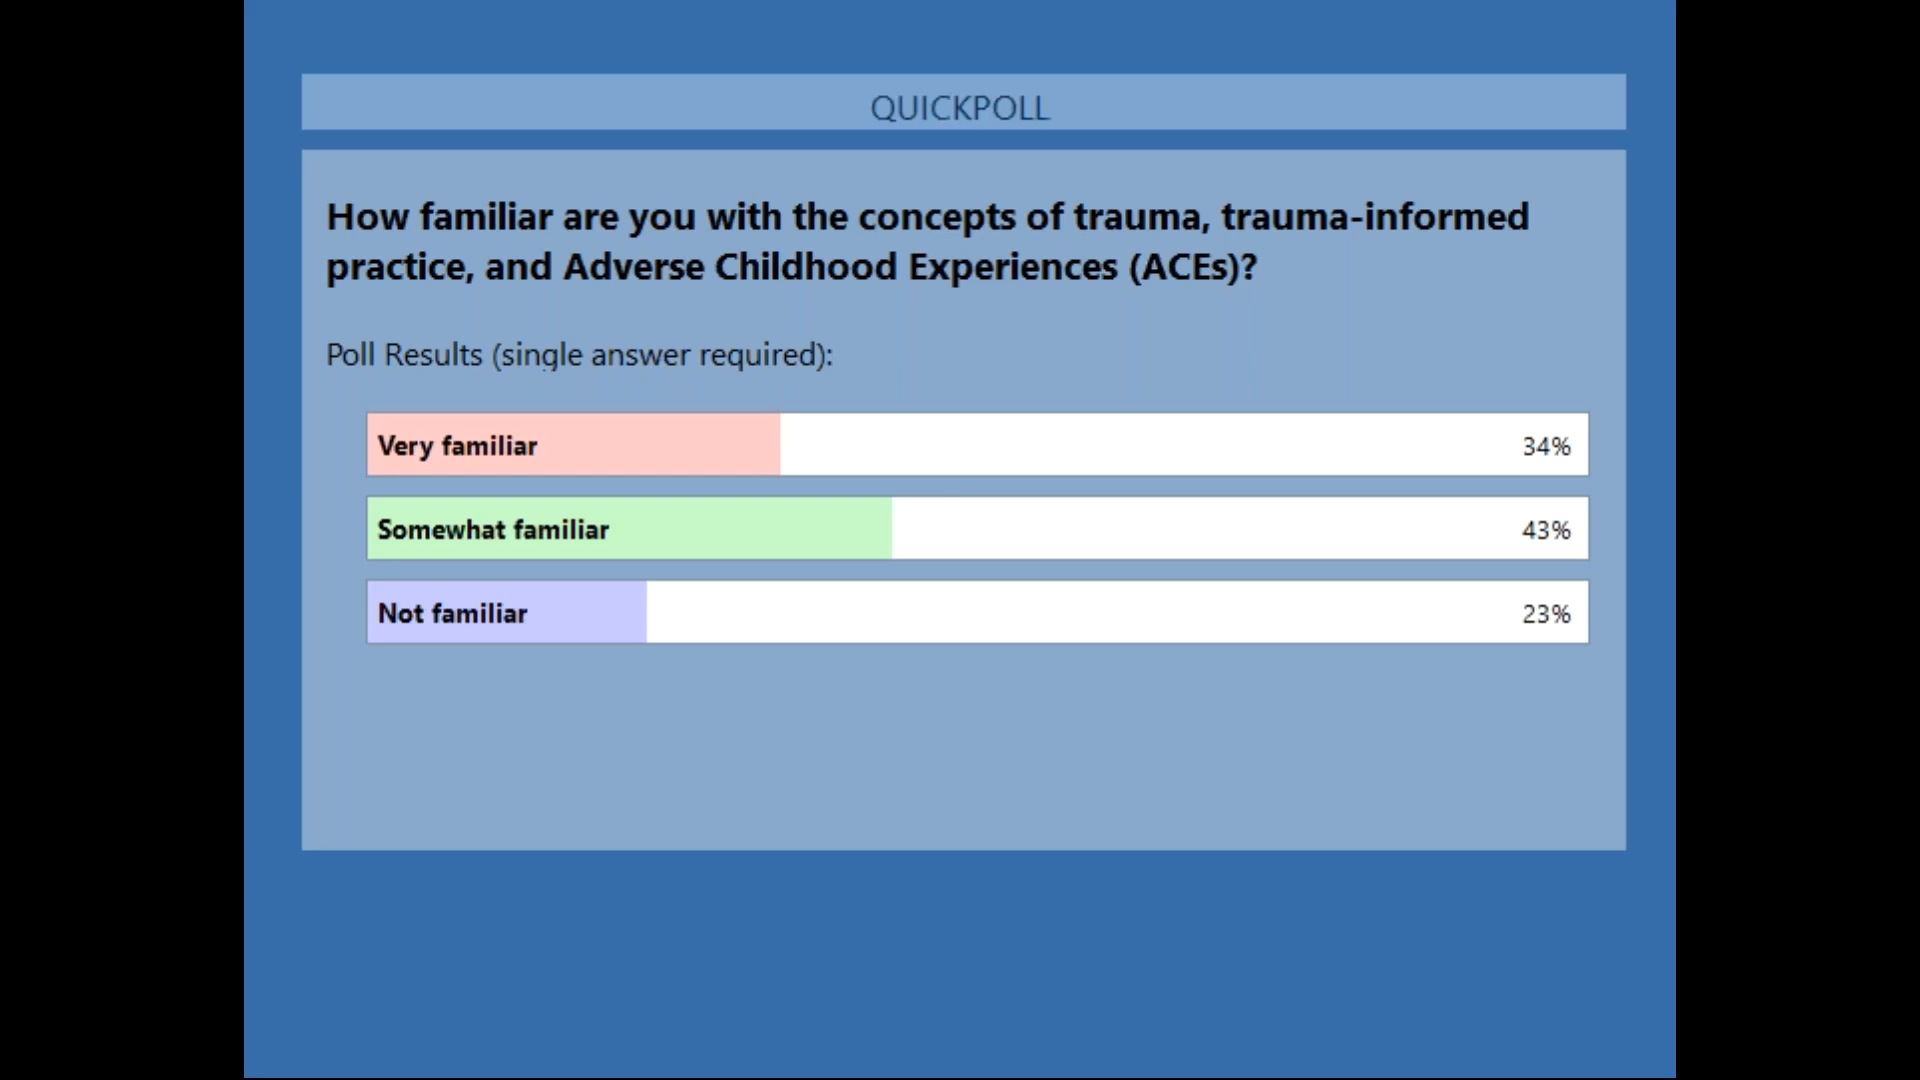 QUICKPOLL
How familiar are you with the concepts of trauma, trauma-informed
practice, and Adverse Childhood Experiences (ACEs)?
Poll Results (single answer required):
Very familiar 34%
Somewhat familiar 43%
Not familiar 23%